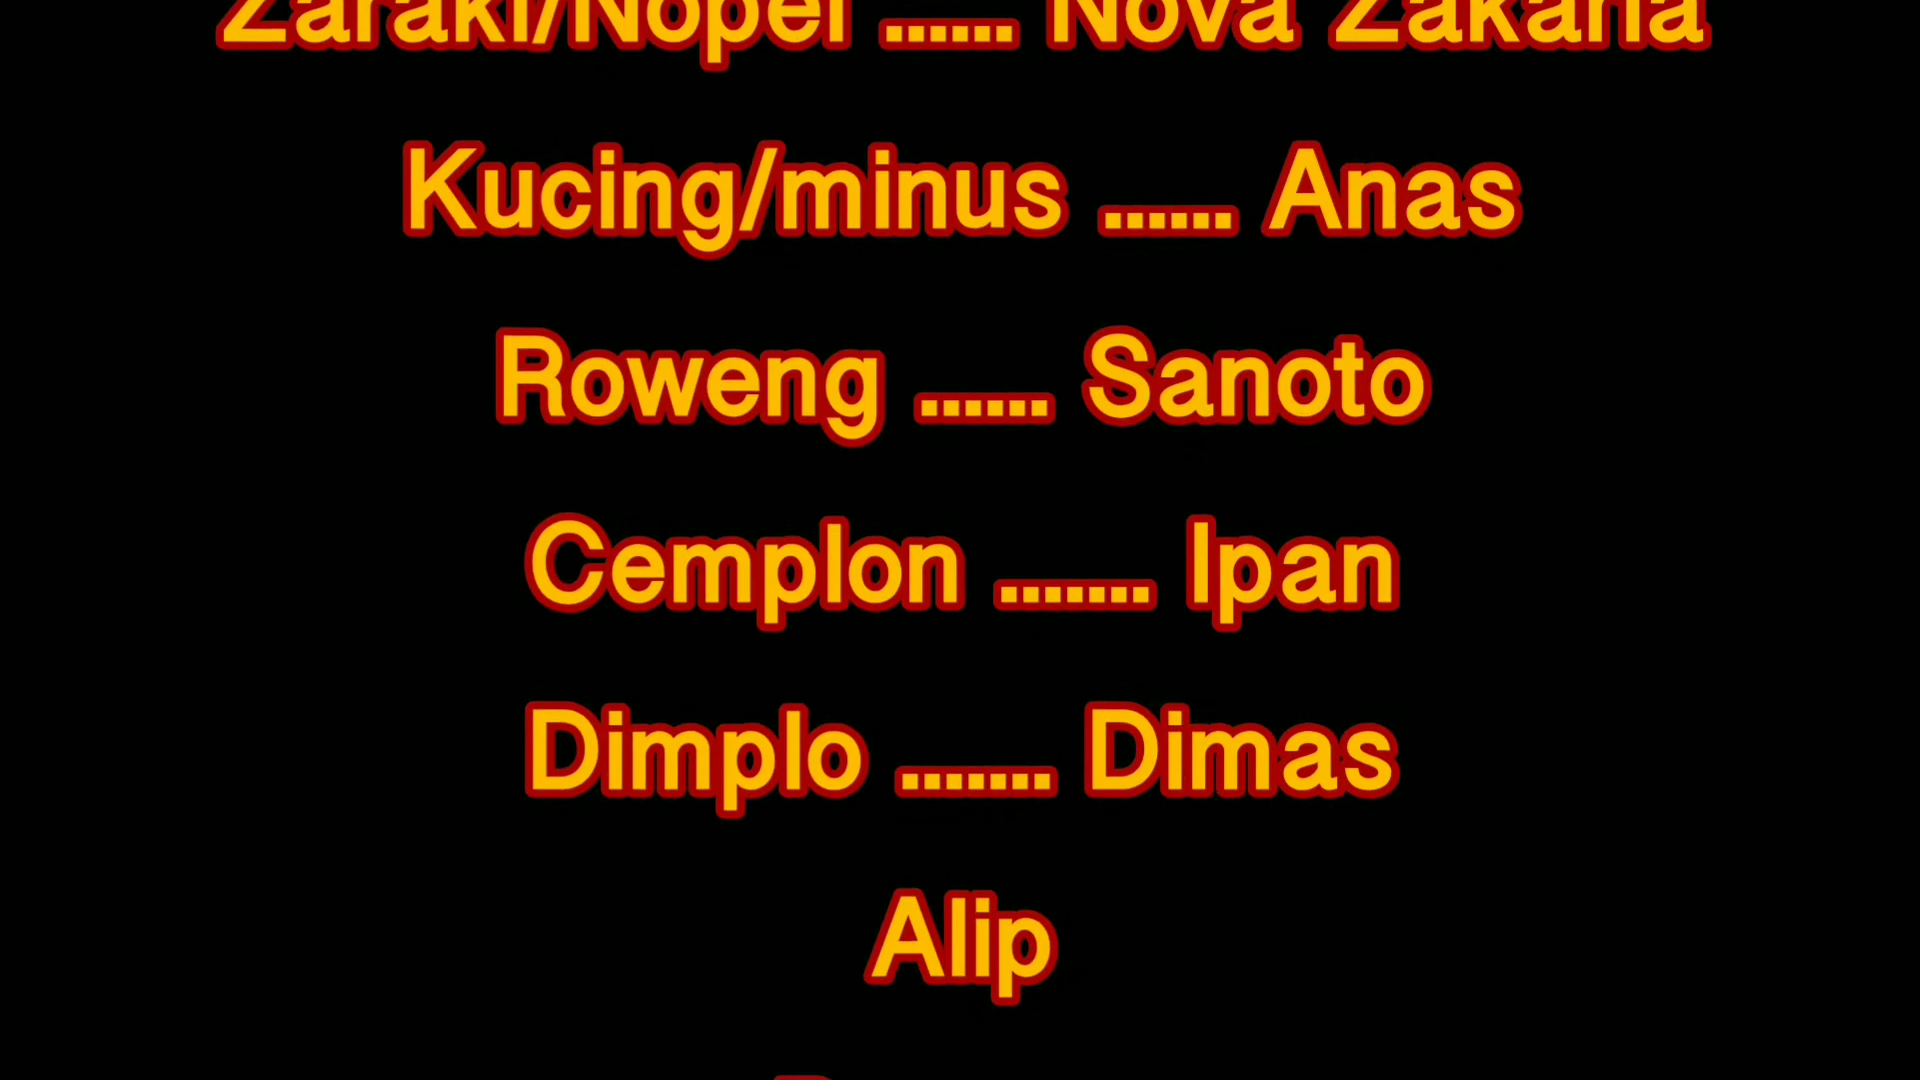 Zaraki/Nopel ...... Nova Zakaria
Kucing/minus ...... Anas
Roweng ...... Sanoto
Cemplon ....... Ipan
Dimplo ....... Dimas
Alip